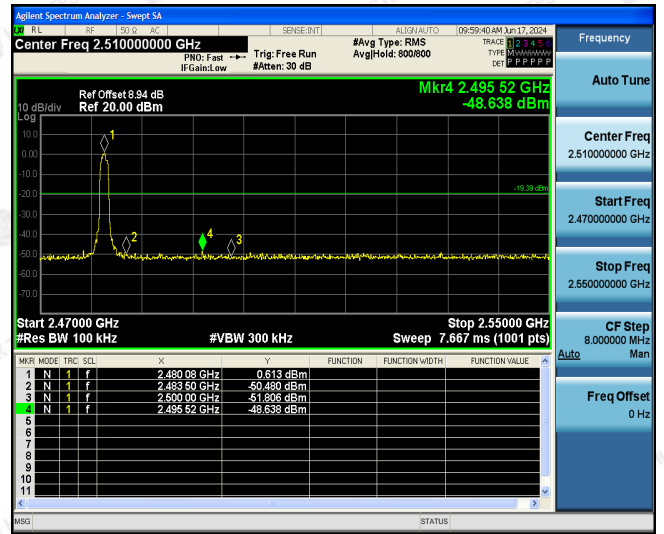 Agilent Spectrum Analyzer - Swept SA
LXI RL RF 50 Ω AC SENSE:INT ALIGNAUTO 09:59:40 AM Jun 17, 2024
Center Freq 2.510000000 GHz
PNO: Fast
IFGain:Low
Trig: Free Run
#Atten: 30 dB
#Avg Type: RMS
Avg|Hold: 800/800
TRACE 1 2 3 4 5 6
TYPE MWWWWW
DET P P P P P P
Ref Offset 8.94 dB
10 dB/div Ref 20.00 dBm
Log
Mkr4 2.495 52 GHz
-48.638 dBm
10.0
0.00
-10.0
-20.0
-30.0
-40.0
-50.0
-60.0
-70.0
1
2
4
3
-19.39 dBm
Start 2.47000 GHz Stop 2.55000 GHz
#Res BW 100 kHz #VBW 300 kHz Sweep 7.667 ms (1001 pts)
MKR MODE TRC SCL X Y FUNCTION FUNCTION WIDTH FUNCTION VALUE
1 N 1 f 2.480 08 GHz 0.613 dBm
2 N 1 f 2.483 50 GHz -50.480 dBm
3 N 1 f 2.500 00 GHz -51.806 dBm
4 N 1 f 2.495 52 GHz -48.638 dBm
5
6
7
8
9
10
11
MSG STATUS
Frequency
Auto Tune
Center Freq
2.510000000 GHz
Start Freq
2.470000000 GHz
Stop Freq
2.550000000 GHz
CF Step
8.000000 MHz
Auto Man
Freq Offset
0 Hz